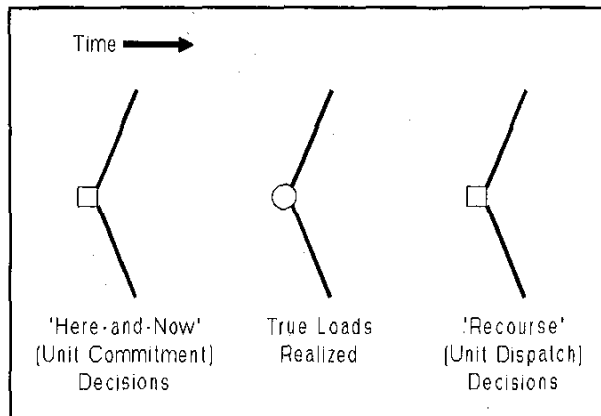 Time
'Here-and-Now'
(Unit Commitment)
Decisions
True Loads
Realized
'Recourse'
(Unit Dispatch)
Decisions